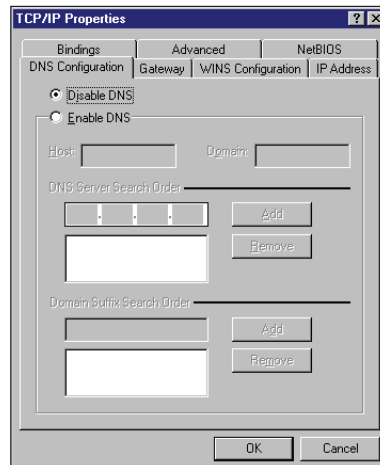 TCP/IP Properties
Bindings Advanced NetBIOS
DNS Configuration Gateway WINS Configuration IP Address
Disable DNS
Enable DNS
Host: Domain:
DNS Server Search Order
. . . Add
Remove
Domain Suffix Search Order
Add
Remove
OK Cancel